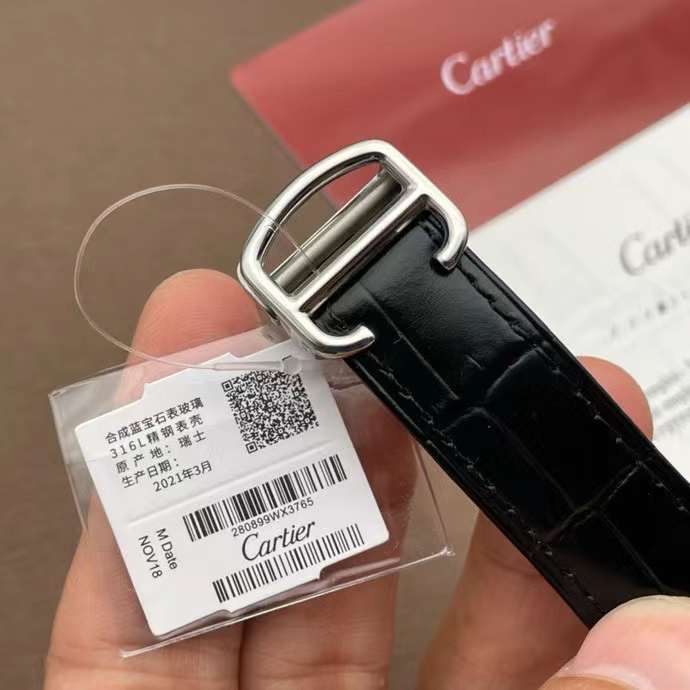 Cartier
Cartier
合成蓝宝石表玻璃
316L精钢表壳
原产地：瑞士
生产日期：
2021年3月
280899WX3765
Cartier
M.Date
NOV18